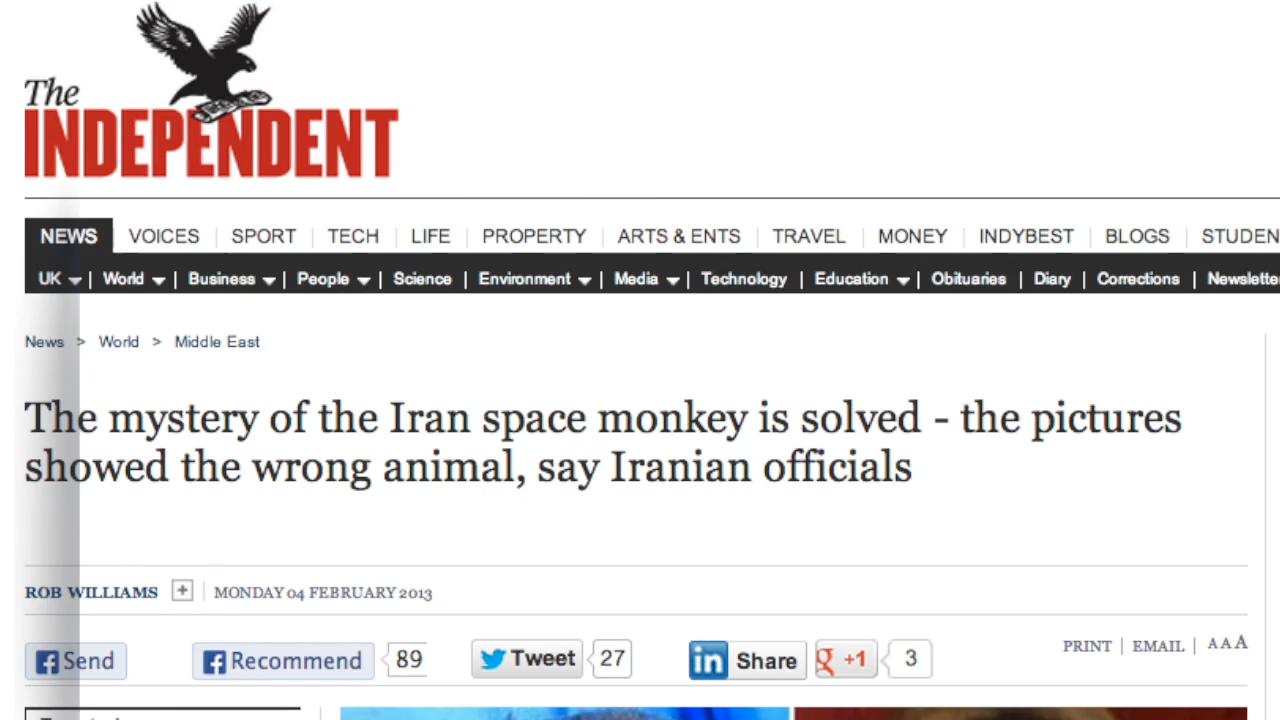 The
INDEPENDENT
NEWS VOICES SPORT TECH LIFE PROPERTY ARTS & ENTS TRAVEL MONEY INDYBEST BLOGS STUDEN
UK World Business People Science Environment Media Technology Education Obituaries Diary Corrections Newslette
News > World > Middle East
The mystery of the Iran space monkey is solved - the pictures
showed the wrong animal, say Iranian officials
ROB WILLIAMS + MONDAY 04 FEBRUARY 2013
Send Recommend 89 Tweet 27 in Share +1 3 PRINT EMAIL A A A